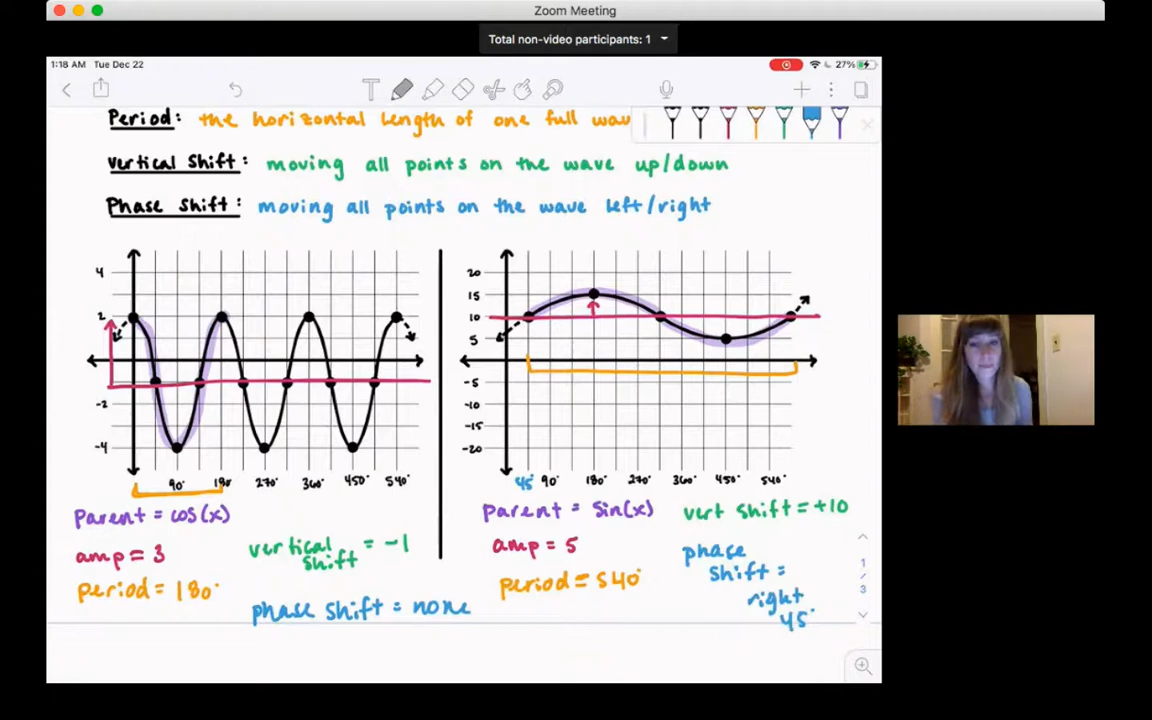 Zoom Meeting
Total non-video participants: 1
1:18 AM Tue Dec 22
27%
Period: the horizontal length of one full wav
Vertical Shift: moving all points on the wave up/down
Phase Shift: moving all points on the wave left/right
4
2
-2
-4
90° 180° 270° 360° 450° 540°
Parent = cos(x)
amp = 3
period = 180°
vertical shift = -1
phase shift = none
20
15
10
5
-5
-10
-15
-20
45° 90° 180° 270° 360° 450° 540°
parent = sin(x)
amp = 5
period = 540°
vert shift = +10
phase
shift =
right
45°
1
/
3